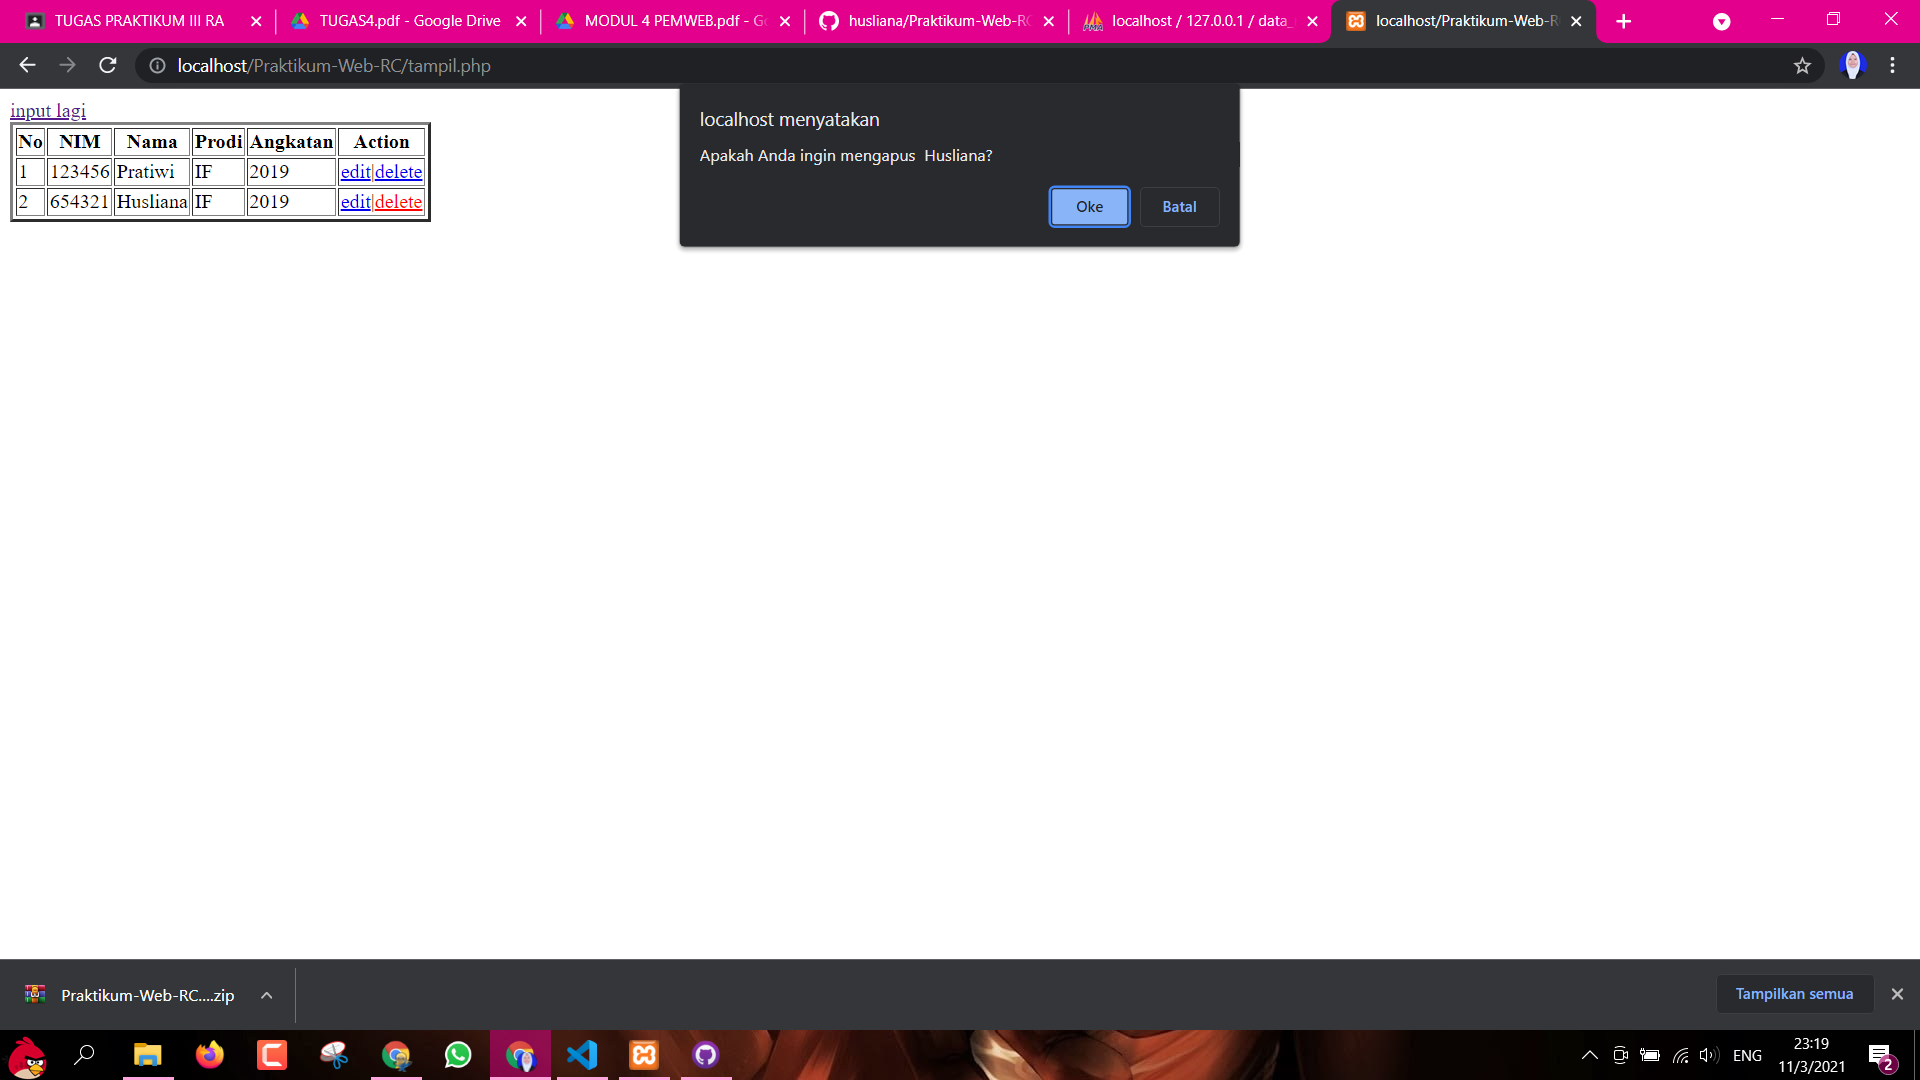 TUGAS PRAKTIKUM III RA
TUGAS4.pdf - Google Drive
MODUL 4 PEMWEB.pdf - Go
husliana/Praktikum-Web-RC
localhost / 127.0.0.1 / data_
localhost/Praktikum-Web-R
localhost/Praktikum-Web-RC/tampil.php
input lagi
No NIM Nama Prodi Angkatan Action
1 123456 Pratiwi IF 2019 edit|delete
2 654321 Husliana IF 2019 edit|delete
localhost menyatakan
Apakah Anda ingin mengapus  Husliana?
Oke Batal
Praktikum-Web-RC....zip
Tampilkan semua
ENG
23:19
11/3/2021
2